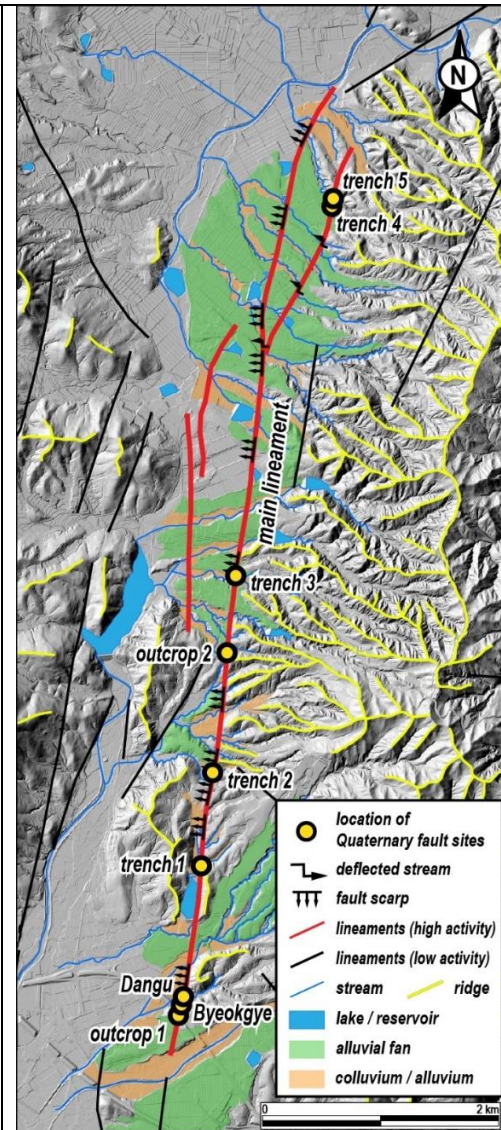 N
trench 5
trench 4
main lineament
trench 3
outcrop 2
trench 2
trench 1
Dangu
Byeokgye
outcrop 1
location of
Quaternary fault sites
deflected stream
fault scarp
lineaments (high activity)
lineaments (low activity)
stream
ridge
lake / reservoir
alluvial fan
colluvium / alluvium
0
2 km